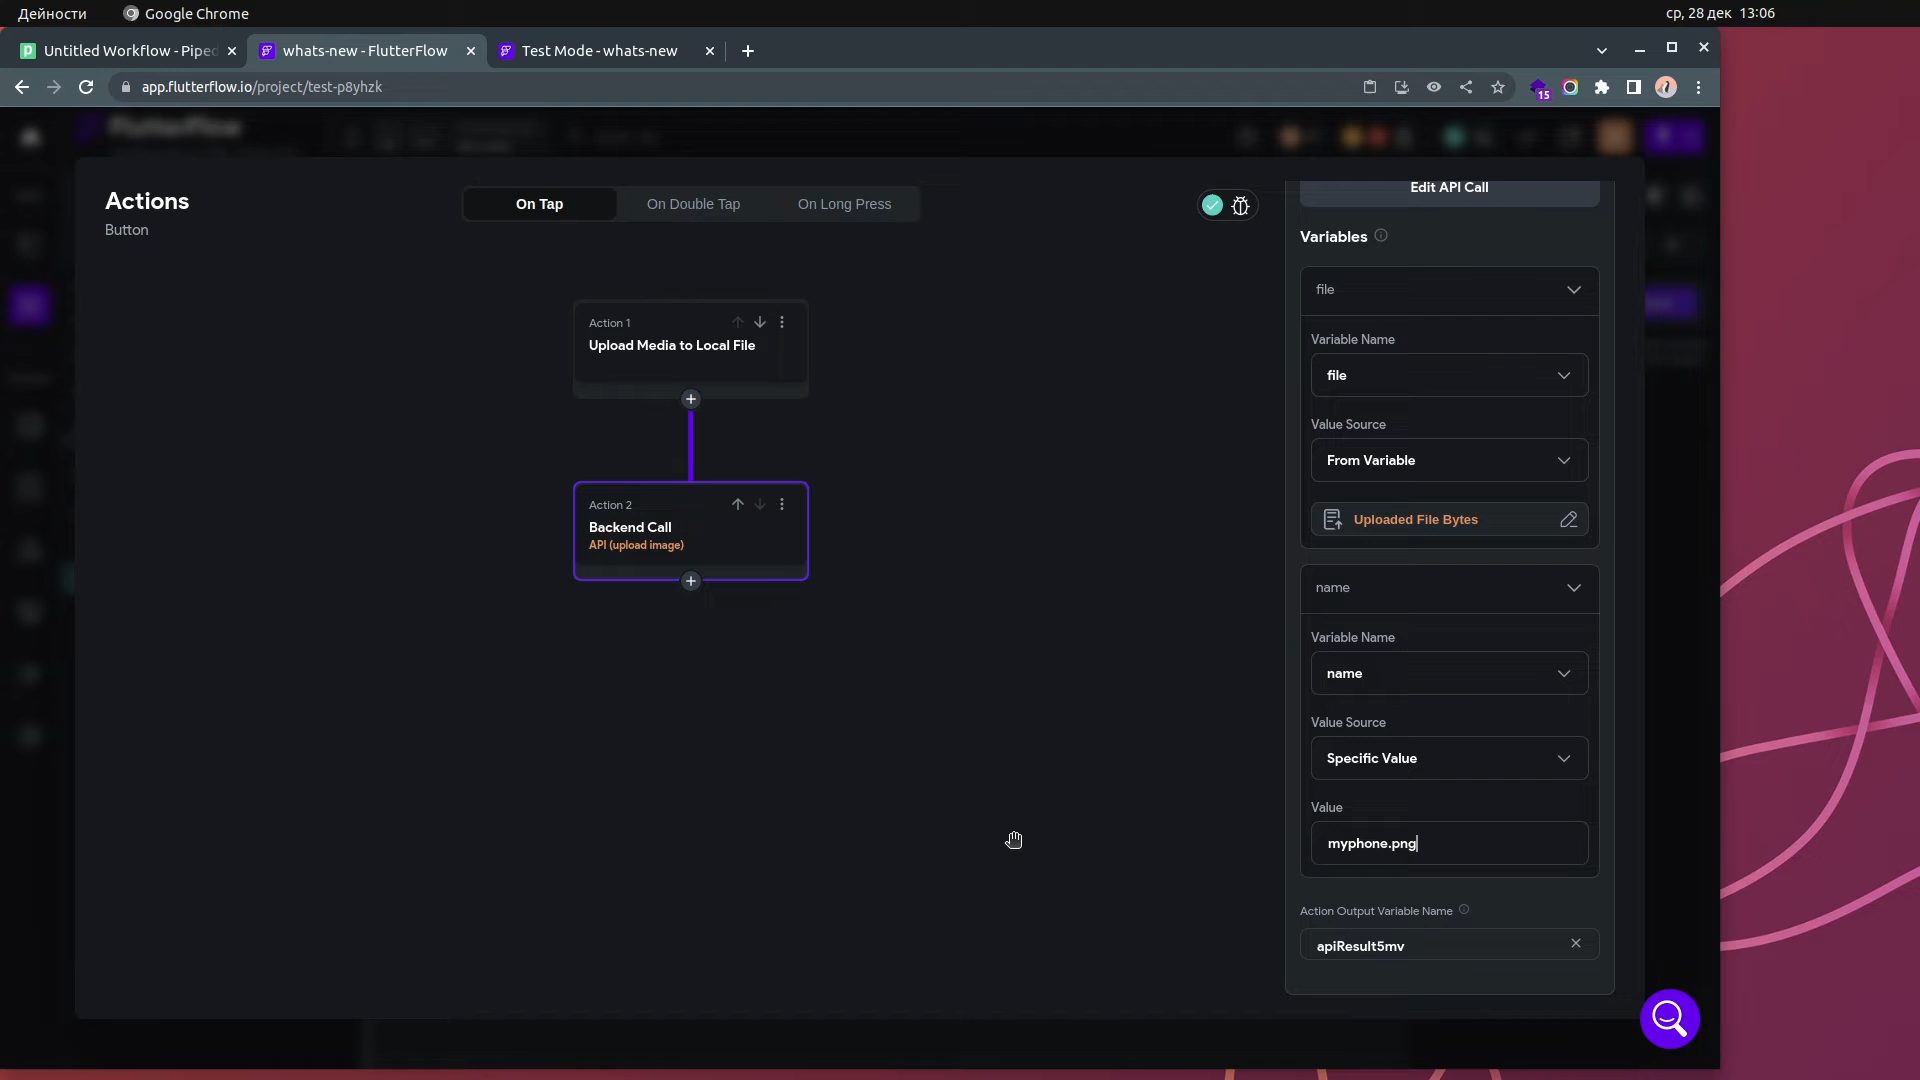 Дейности
Google Chrome
ср, 28 дек 13:06
Untitled Workflow - Piped
whats-new - FlutterFlow
Test Mode - whats-new
app.flutterflow.io/project/test-p8yhzk
15
FlutterFlow
Actions
Button
On Tap
On Double Tap
On Long Press
Action 1
Upload Media to Local File
Action 2
Backend Call
API (upload image)
Edit API Call
Variables
file
Variable Name
file
Value Source
From Variable
Uploaded File Bytes
name
Variable Name
name
Value Source
Specific Value
Value
myphone.png
Action Output Variable Name
apiResult5mv